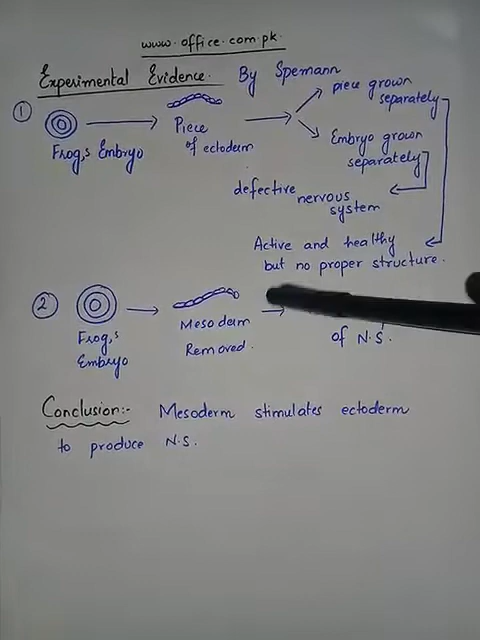 www.office.com.pk.
Experimental Evidence. By Spemann
① piece grown
separately
Piece
of ectoderm
Frog,s Embryo
Embryo grown
separately
defective nervous
system
Active and healthy
but no proper structure.
② Mesoderm
Removed.
Frog,s
Embryo
of N.S.
Conclusion:- Mesoderm stimulates ectoderm
to produce N.S.